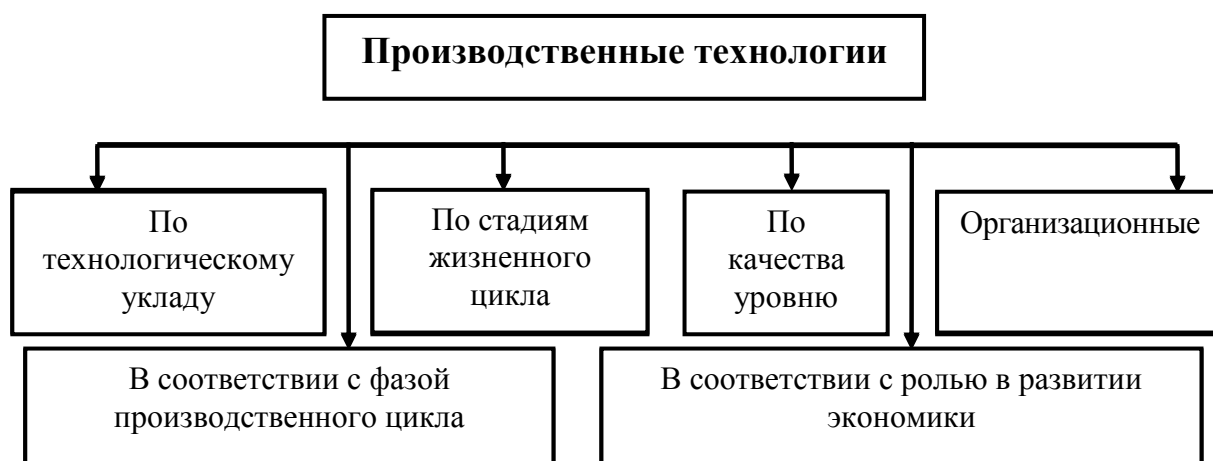 Производственные технологии
По
технологическому
укладу
По стадиям
жизненного
цикла
По
качества
уровню
Организационные
В соответствии с фазой
производственного цикла
В соответствии с ролью в развитии
экономики